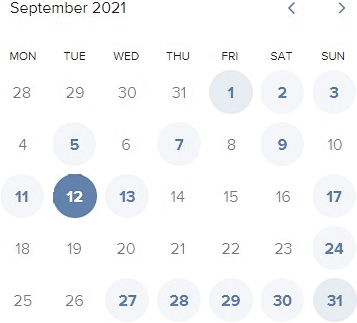 September 2021
MON TUE WED THU FRI SAT SUN
28 29 30 31 1 2 3
4 5 6 7 8 9 10
11 12 13 14 15 16 17
18 19 20 21 22 23 24
25 26 27 28 29 30 31